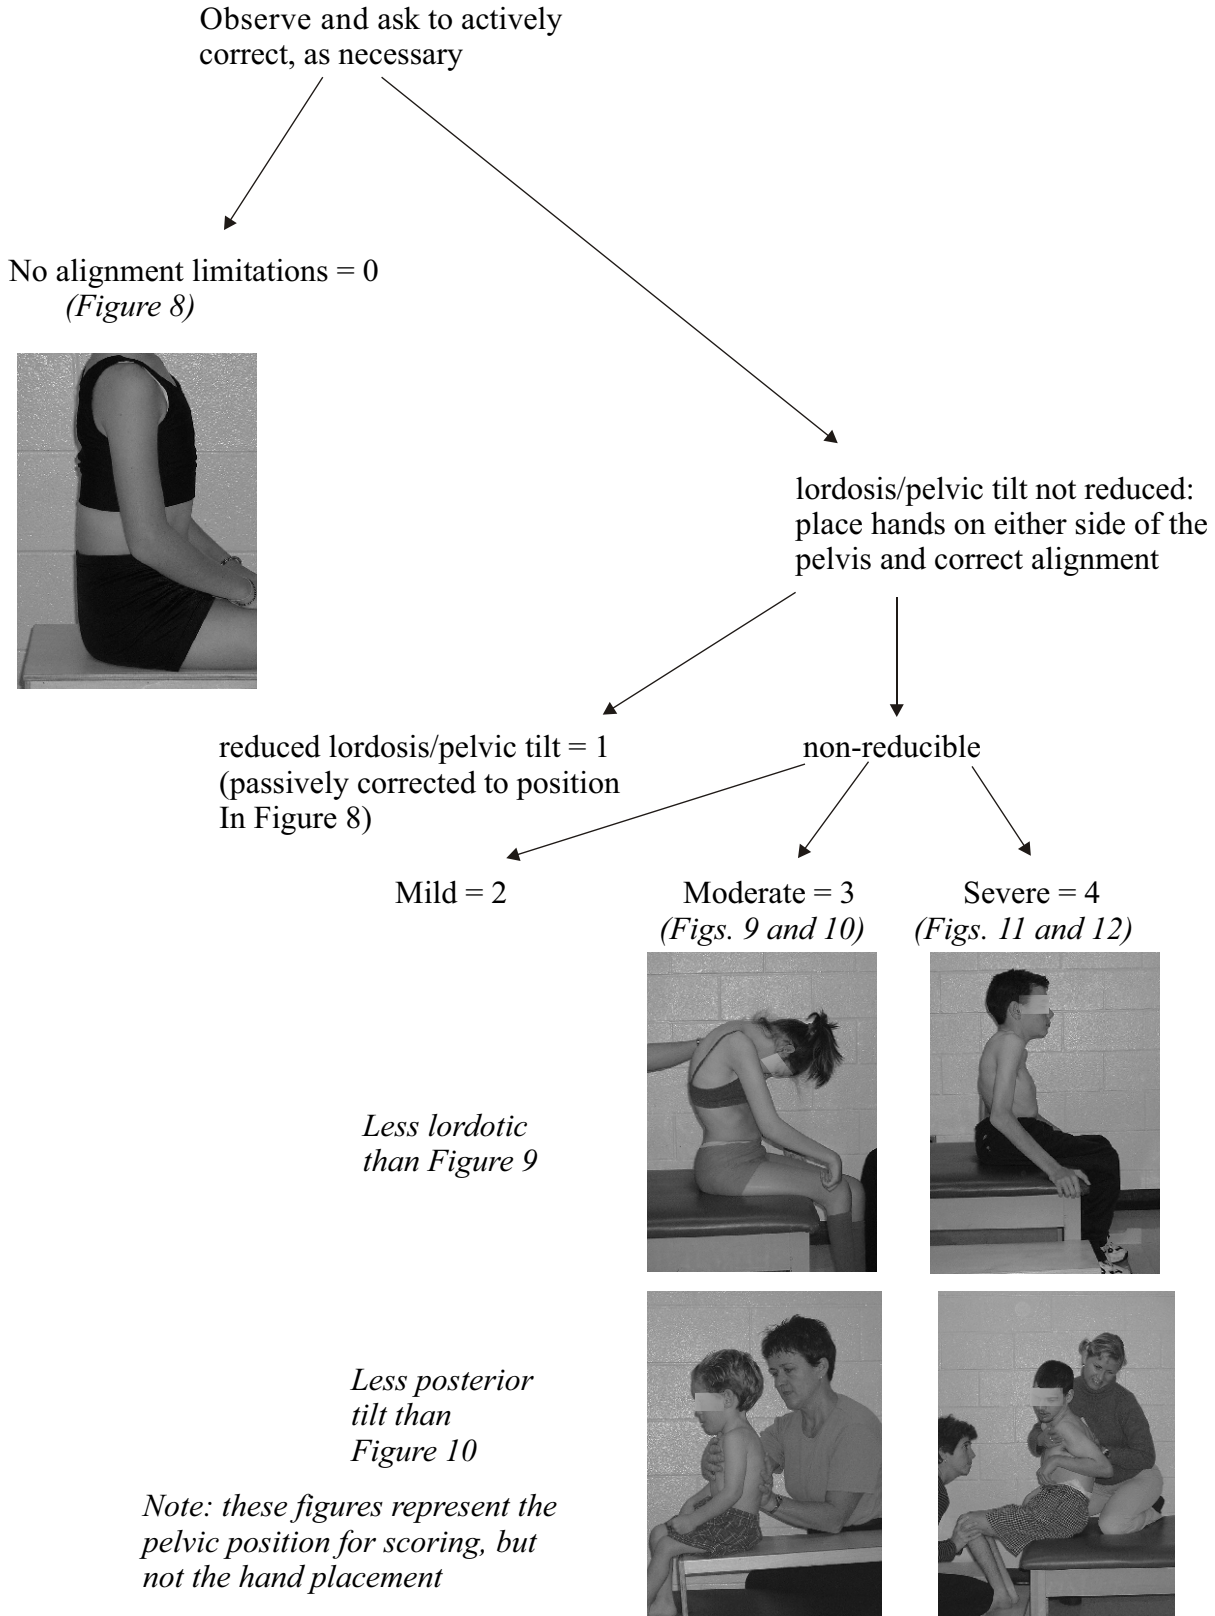 Observe and ask to actively
correct, as necessary
No alignment limitations = 0
(Figure 8)
lordosis/pelvic tilt not reduced:
place hands on either side of the
pelvis and correct alignment
reduced lordosis/pelvic tilt = 1
(passively corrected to position
In Figure 8)
non-reducible
Mild = 2
Moderate = 3
(Figs. 9 and 10)
Severe = 4
(Figs. 11 and 12)
Less lordotic
than Figure 9
Less posterior
tilt than
Figure 10
Note: these figures represent the
pelvic position for scoring, but
not the hand placement